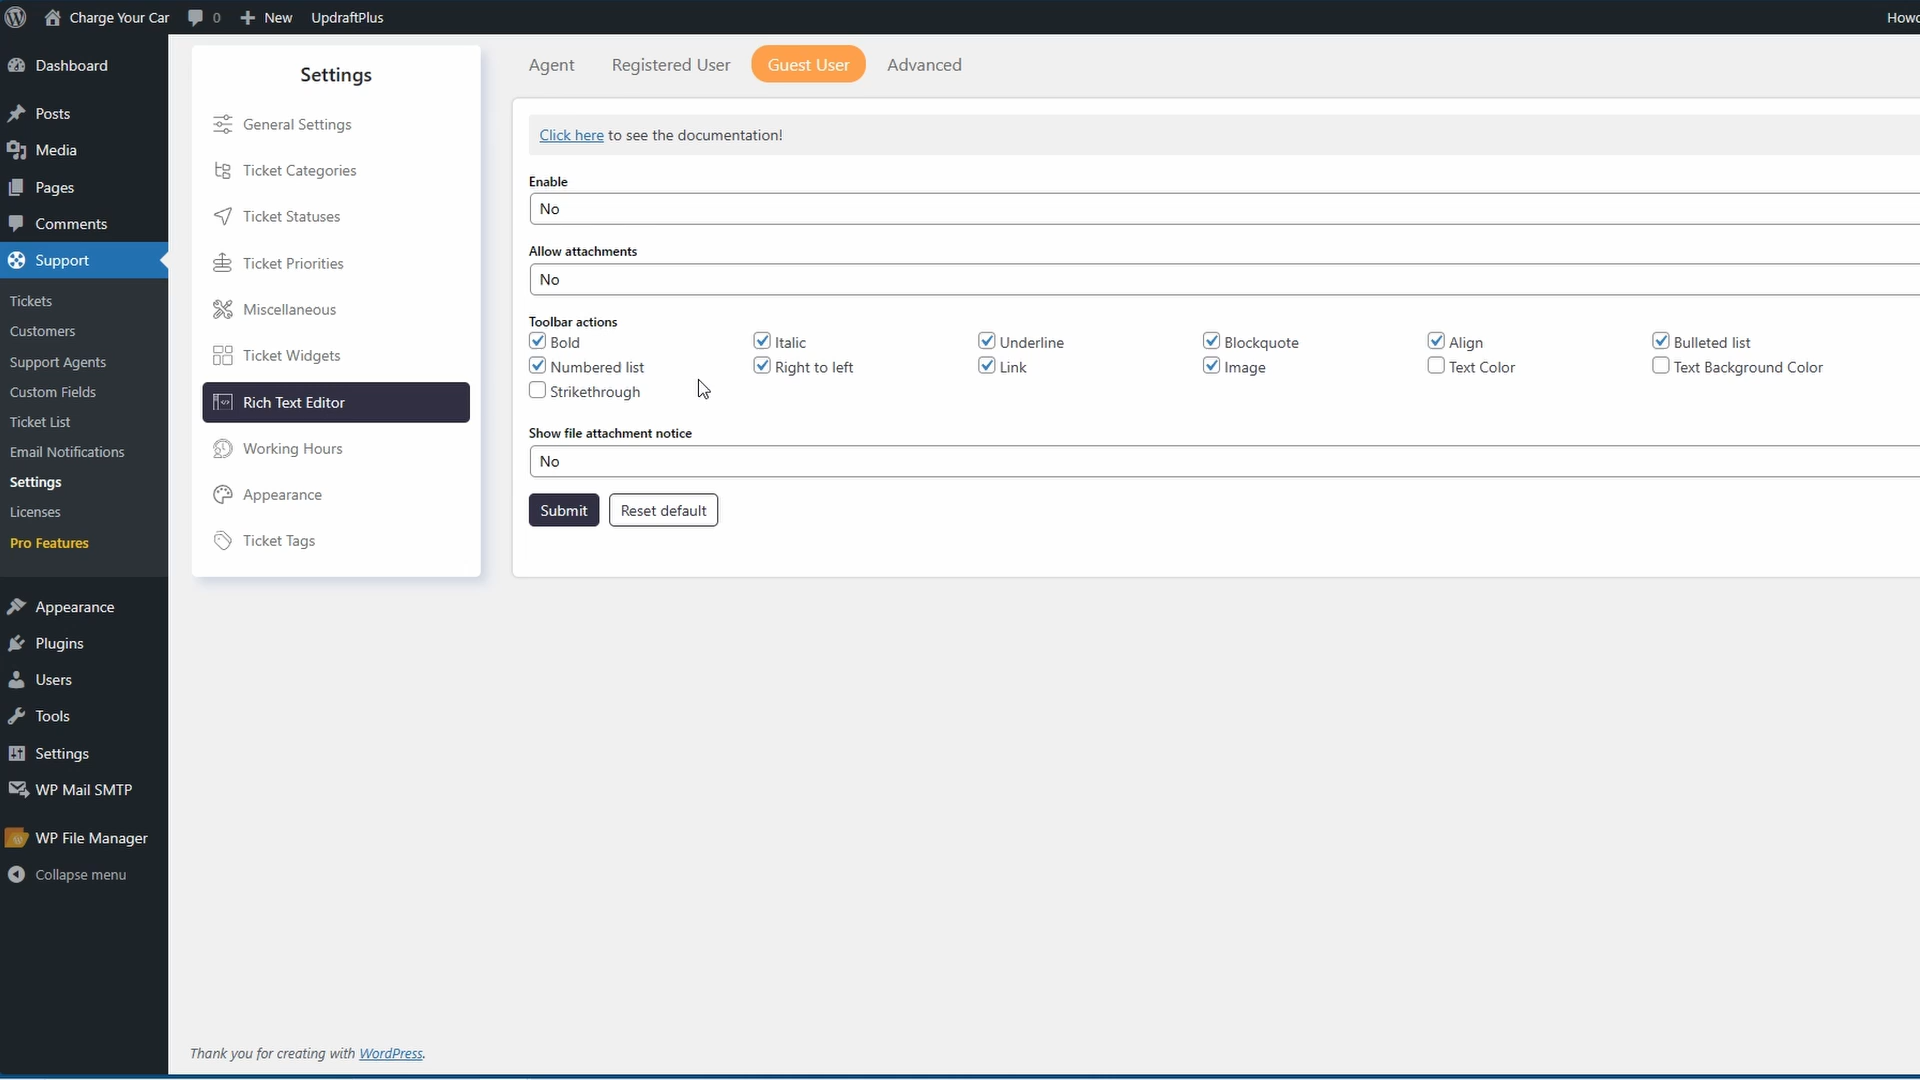 Charge Your Car
0
New
UpdraftPlus
Howd
Dashboard
Posts
Media
Pages
Comments
Support
Tickets
Customers
Support Agents
Custom Fields
Ticket List
Email Notifications
Settings
Licenses
Pro Features
Appearance
Plugins
Users
Tools
Settings
WP Mail SMTP
WP File Manager
Collapse menu
Settings
General Settings
Ticket Categories
Ticket Statuses
Ticket Priorities
Miscellaneous
Ticket Widgets
Rich Text Editor
Working Hours
Appearance
Ticket Tags
Agent Registered User Guest User Advanced
Click here to see the documentation!
Enable
No
Allow attachments
No
Toolbar actions
Bold Italic Underline Blockquote Align Bulleted list
Numbered list Right to left Link Image Text Color Text Background Color
Strikethrough
Show file attachment notice
No
Submit Reset default
Thank you for creating with WordPress.